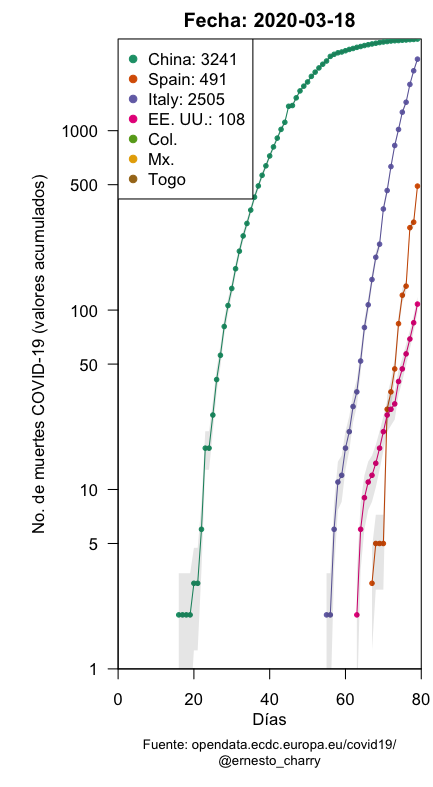 Fecha: 2020-03-18
China: 3241
Spain: 491
Italy: 2505
EE. UU.: 108
Col.
Mx.
Togo
No. de muertes COVID-19 (valores acumulados)
1000
500
100
50
10
5
1
0 20 40 60 80
Días
Fuente: opendata.ecdc.europa.eu/covid19/
@ernesto_charry